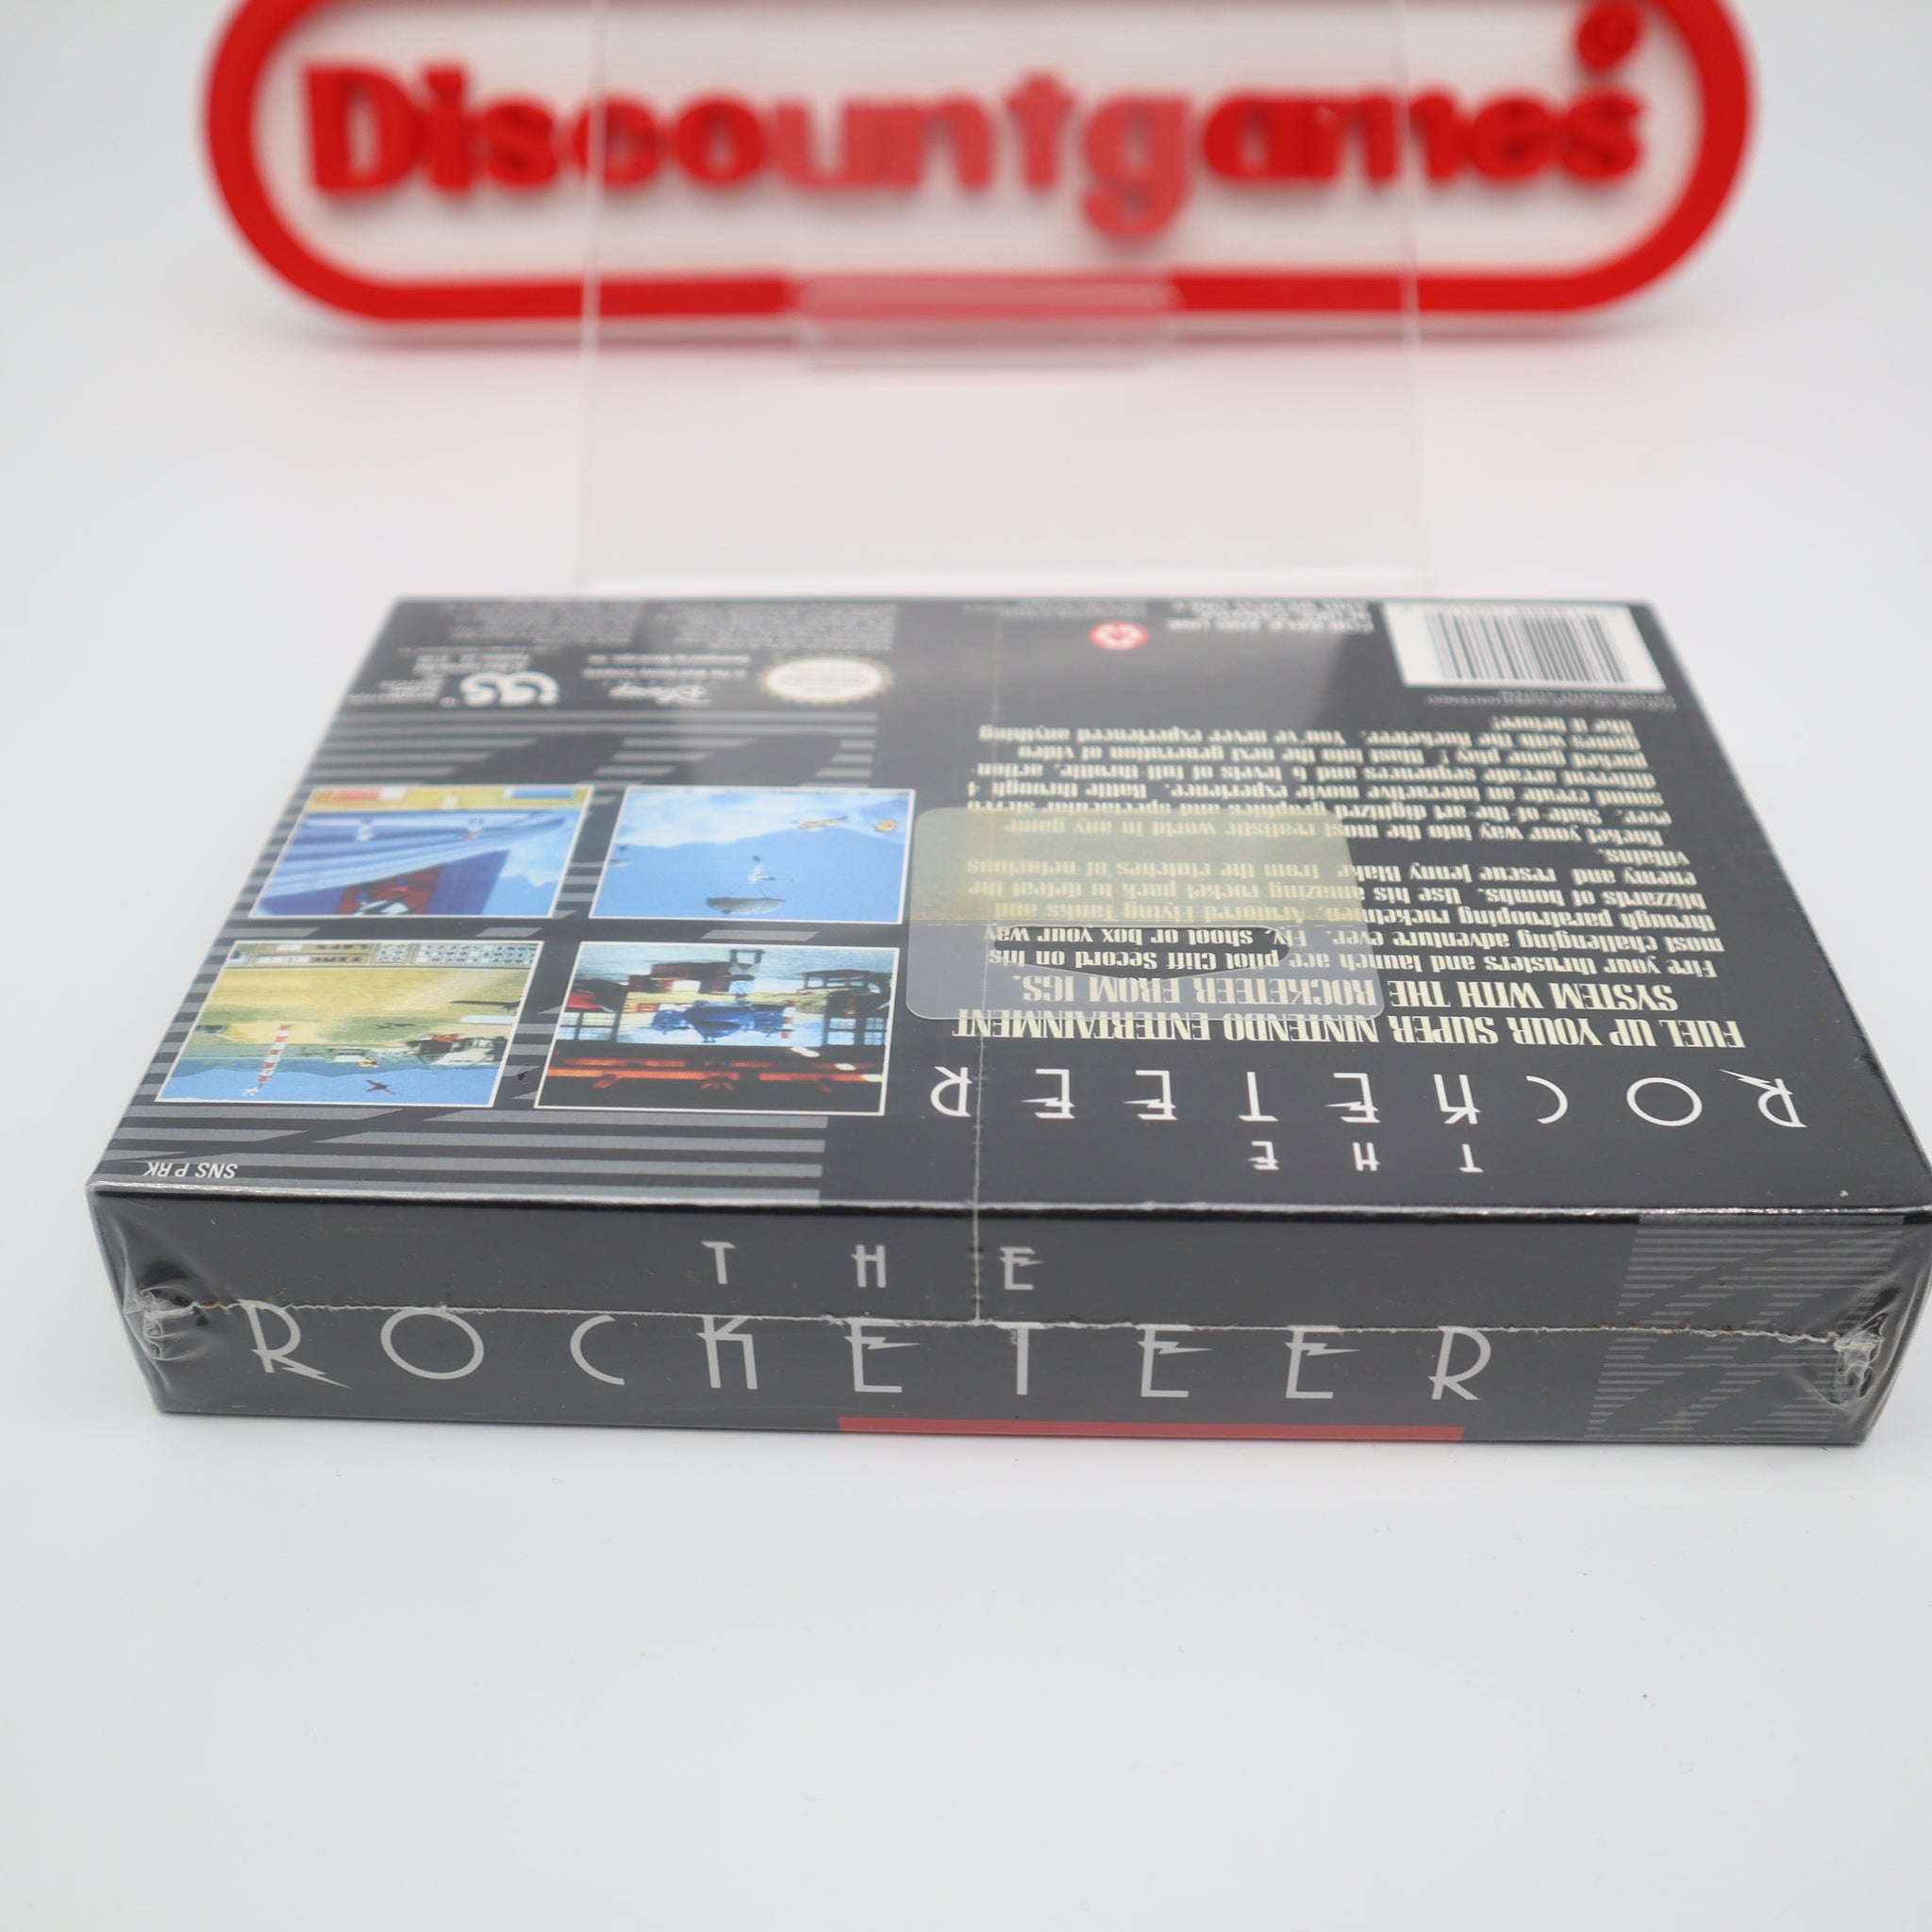 Discountgames
THE
ROCKETEER
THE
ROCKETEER
FUEL UP YOUR SUPER NINTENDO ENTERTAINMENT
SYSTEM WITH THE ROCKETEER FROM IGS.
Fire your thrusters and launch ace pilot Cliff Secord on his
most challenging adventure ever. Fly, shoot or box your way
through paratrooping rocketmen, Armored Flying Tanks and
blizzards of bombs. Use his amazing rocket pack to defeat the
enemy and rescue Jenny Blake from the clutches of nefarious
villains.
Rocket your way into the most realistic world in any game
ever. State of the art digitized graphics and spectacular stereo
sound create an interactive movie experience. Battle through 4
different arcade sequences and 6 levels of full-throttle, action-
packed game play! Blast into the next generation of video
games with the Rocketeer. You've never experienced anything
like it before!
SNS P RK
Disney
IGS